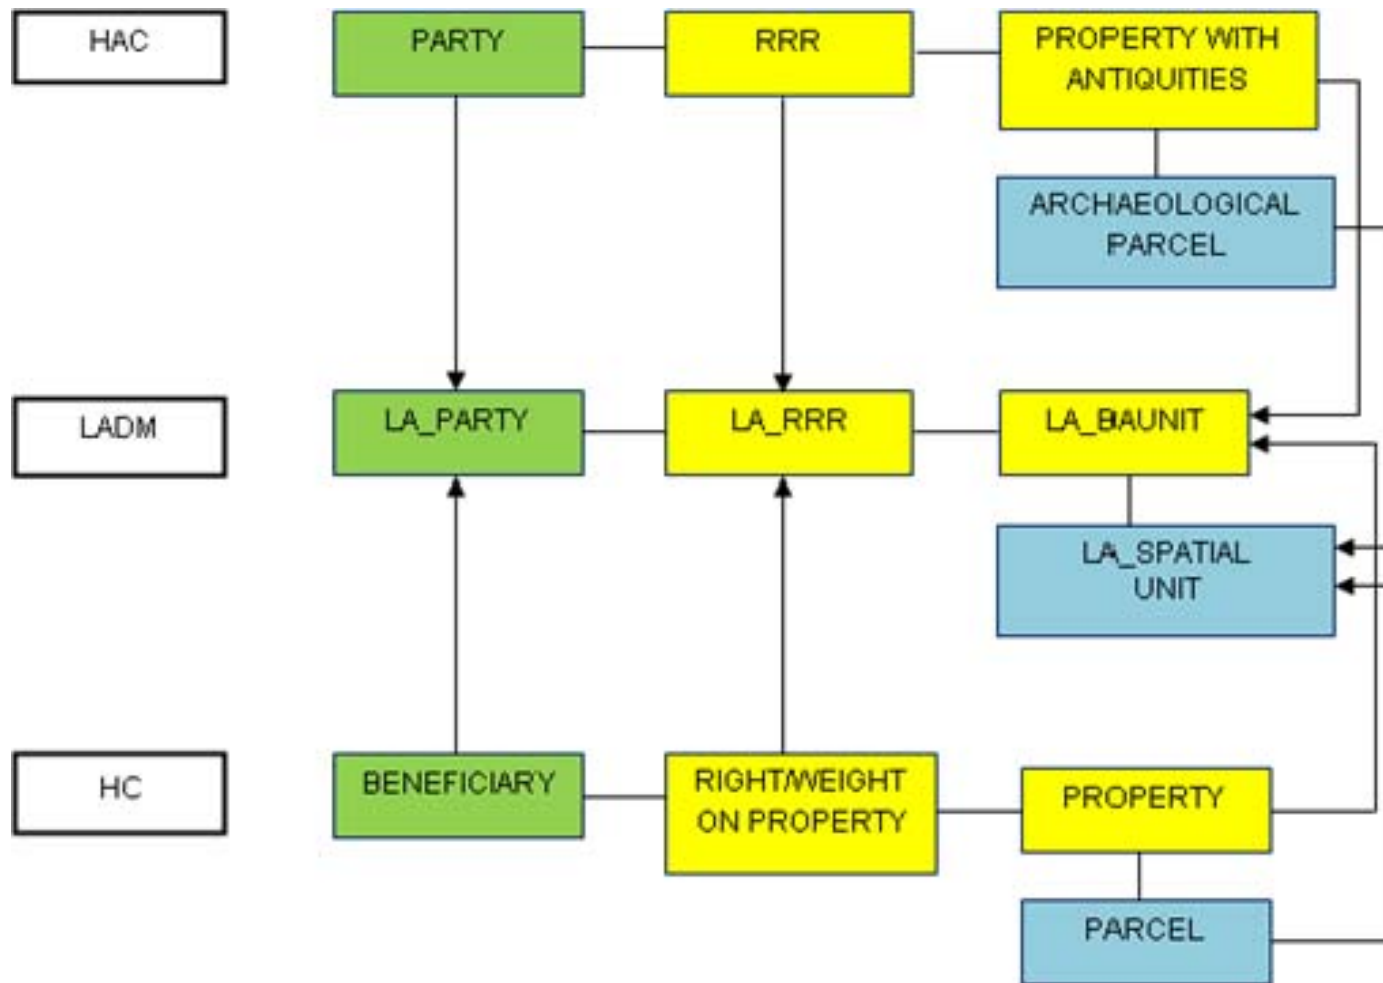 HAC
PARTY
RRR
PROPERTY WITH
ANTIQUITIES
ARCHAEOLOGICAL
PARCEL
LADM
LA_PARTY
LA_RRR
LA_BAUNIT
LA_SPATIAL
UNIT
HC
BENEFICIARY
RIGHT/WEIGHT
ON PROPERTY
PROPERTY
PARCEL